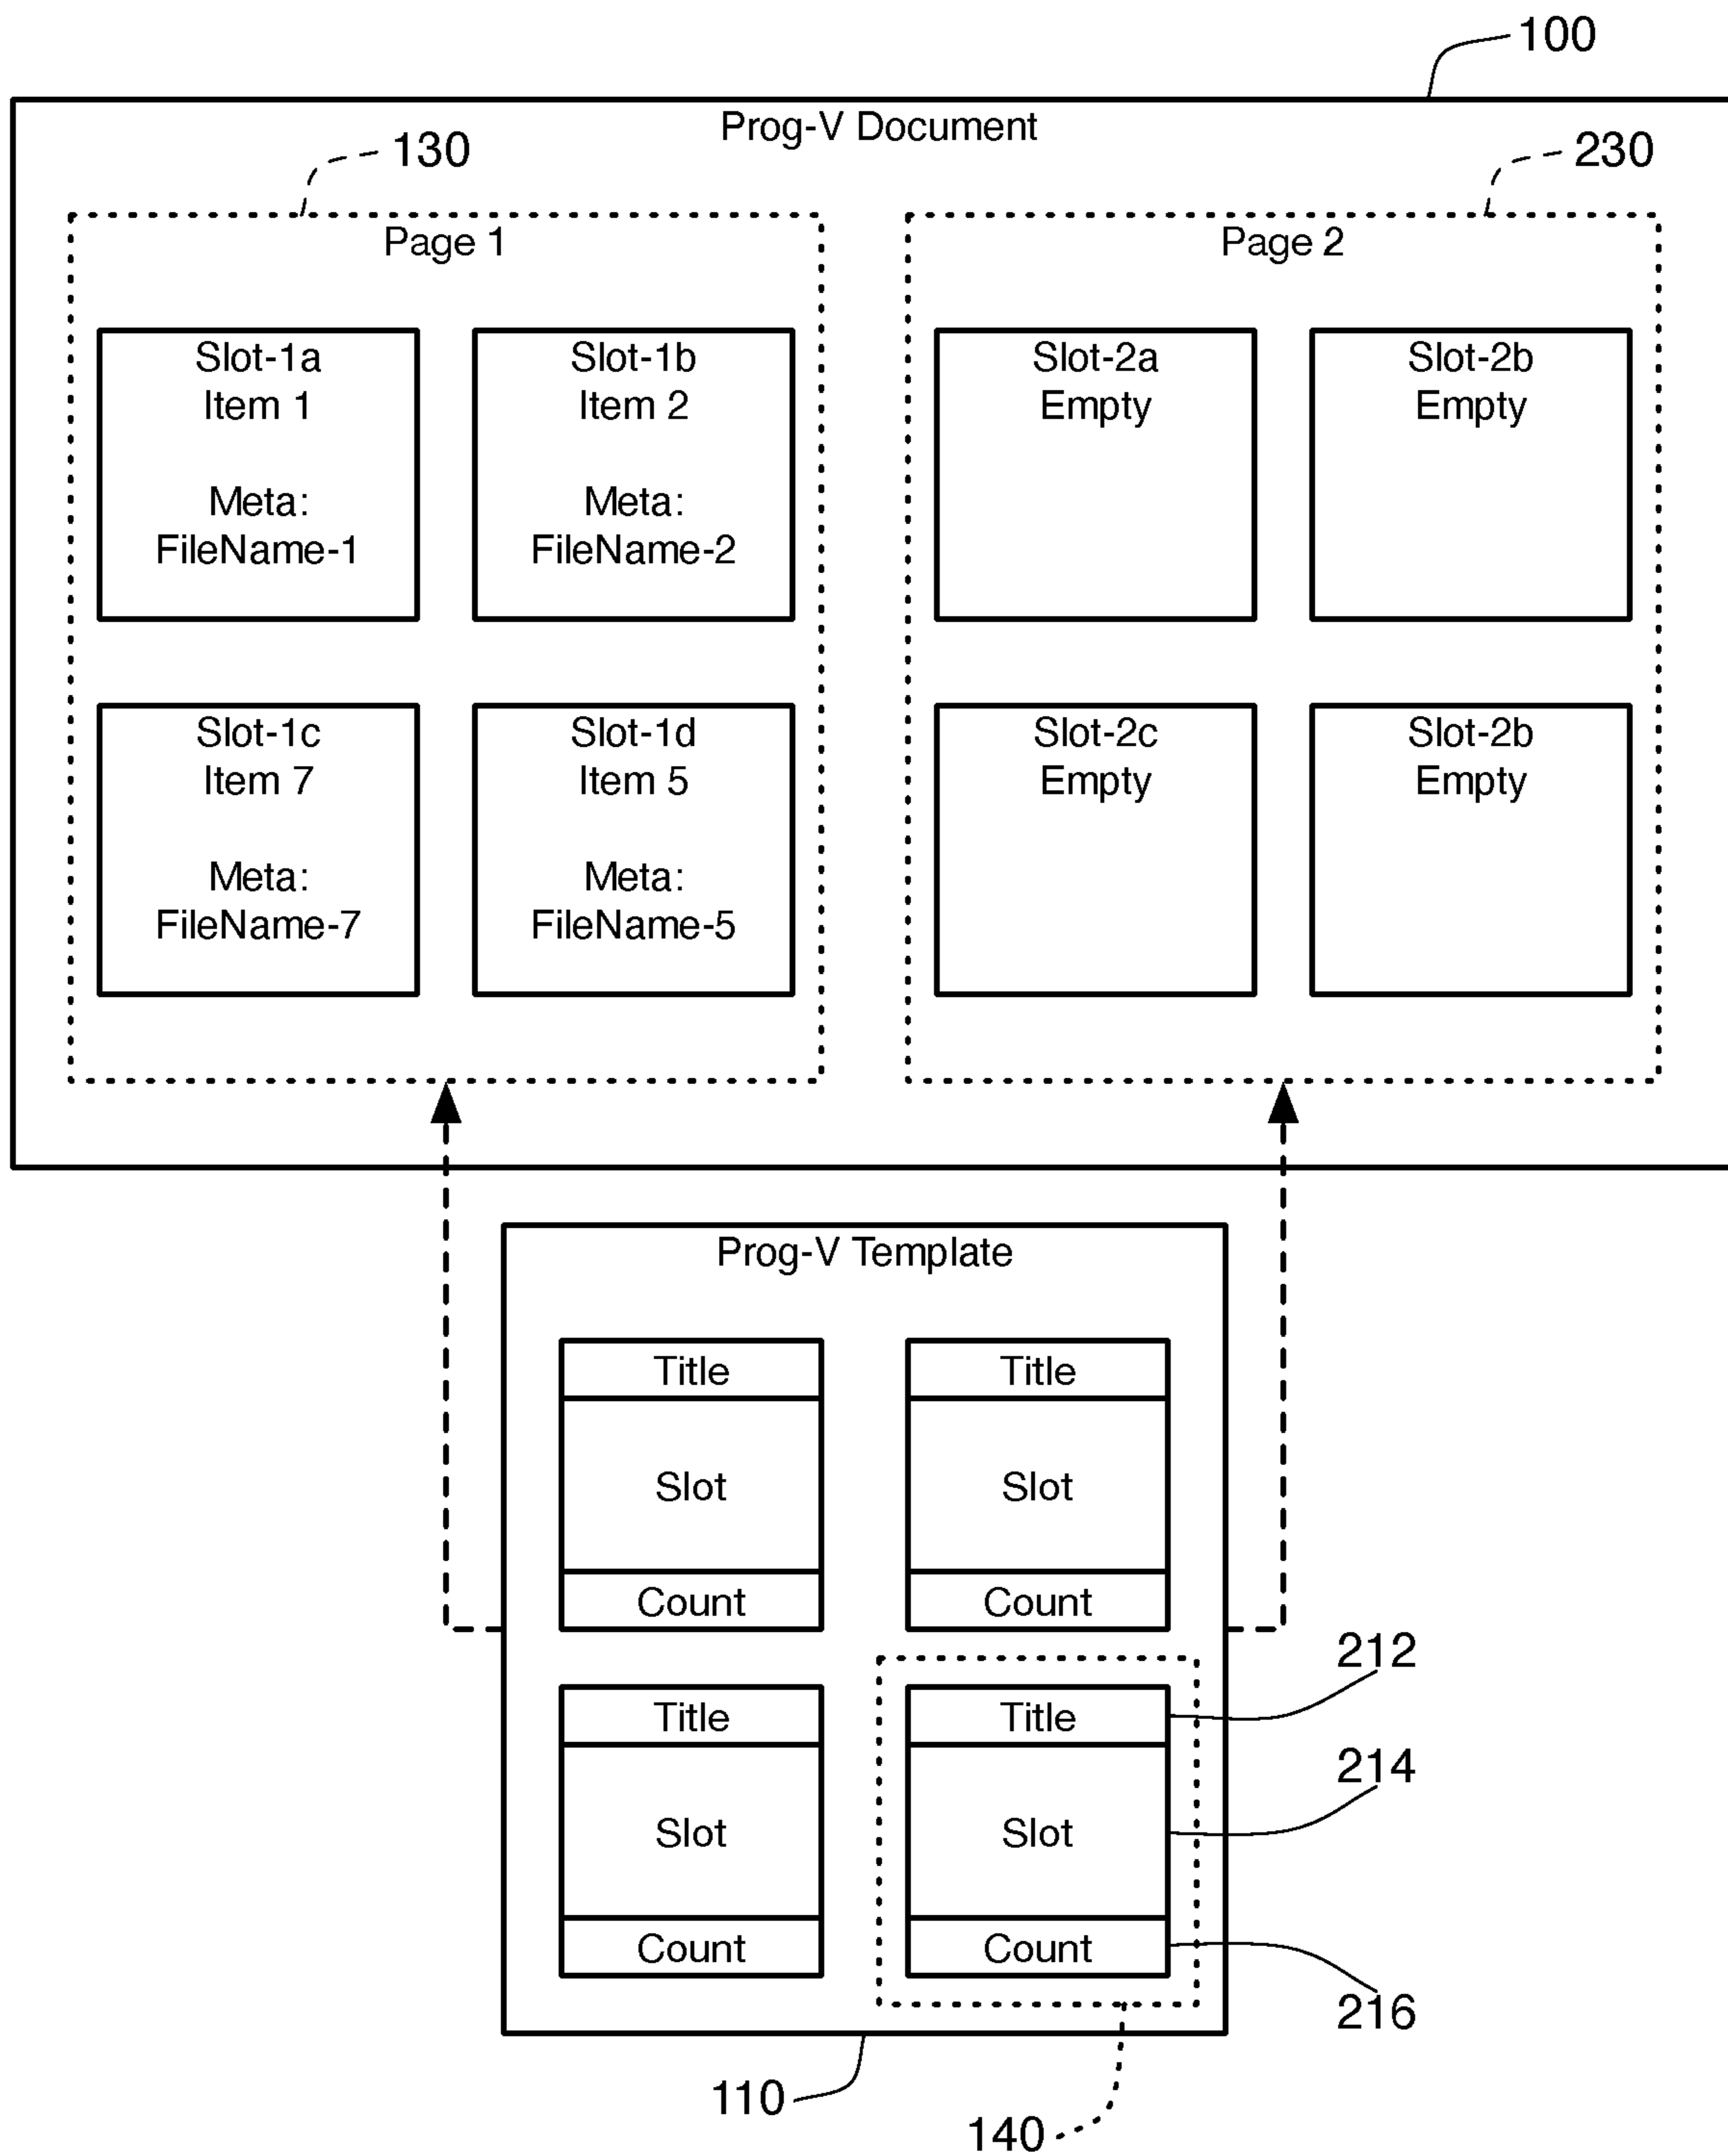 100
Prog-V Document
130
230
Page 1
Page 2
Slot-1a
Item 1
Meta:
FileName-1
Slot-1b
Item 2
Meta:
FileName-2
Slot-2a
Empty
Slot-2b
Empty
Slot-1c
Item 7
Meta:
FileName-7
Slot-1d
Item 5
Meta:
FileName-5
Slot-2c
Empty
Slot-2b
Empty
Prog-V Template
Title
Slot
Count
Title
Slot
Count
Title
Slot
Count
Title
Slot
Count
212
214
216
110
140